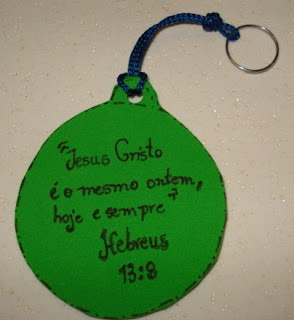 "Jesus Cristo
é o mesmo ontem,
hoje e sempre"
Hebreus
13:8